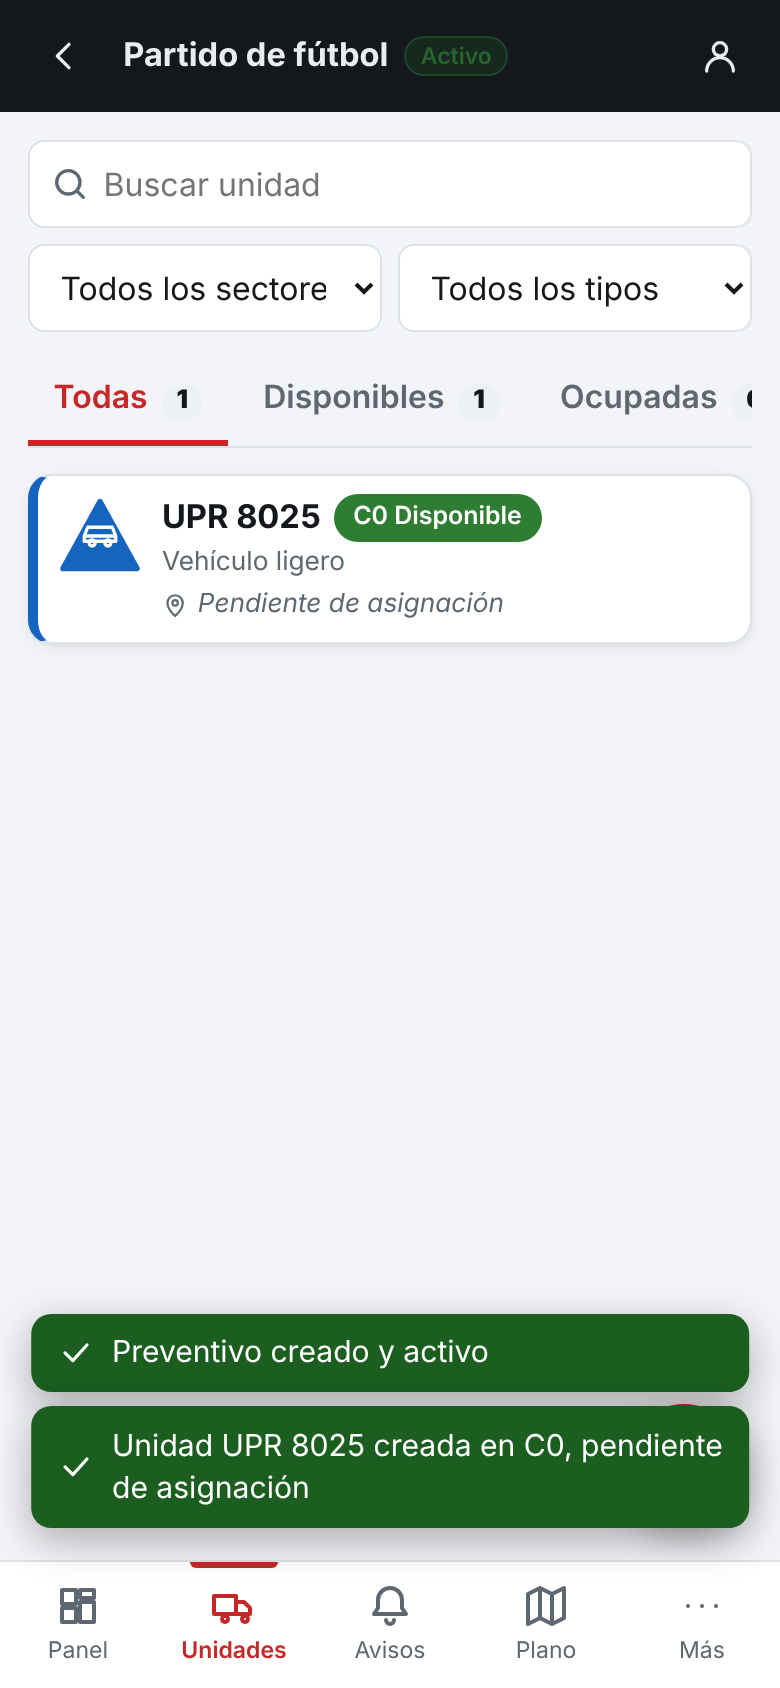 Partido de fútbol Activo
Buscar unidad
Todos los sectore Todos los tipos
Todas 1 Disponibles 1 Ocupadas
UPR 8025 C0 Disponible
Vehículo ligero
Pendiente de asignación
Preventivo creado y activo
Unidad UPR 8025 creada en C0, pendiente
de asignación
Panel Unidades Avisos Plano Más